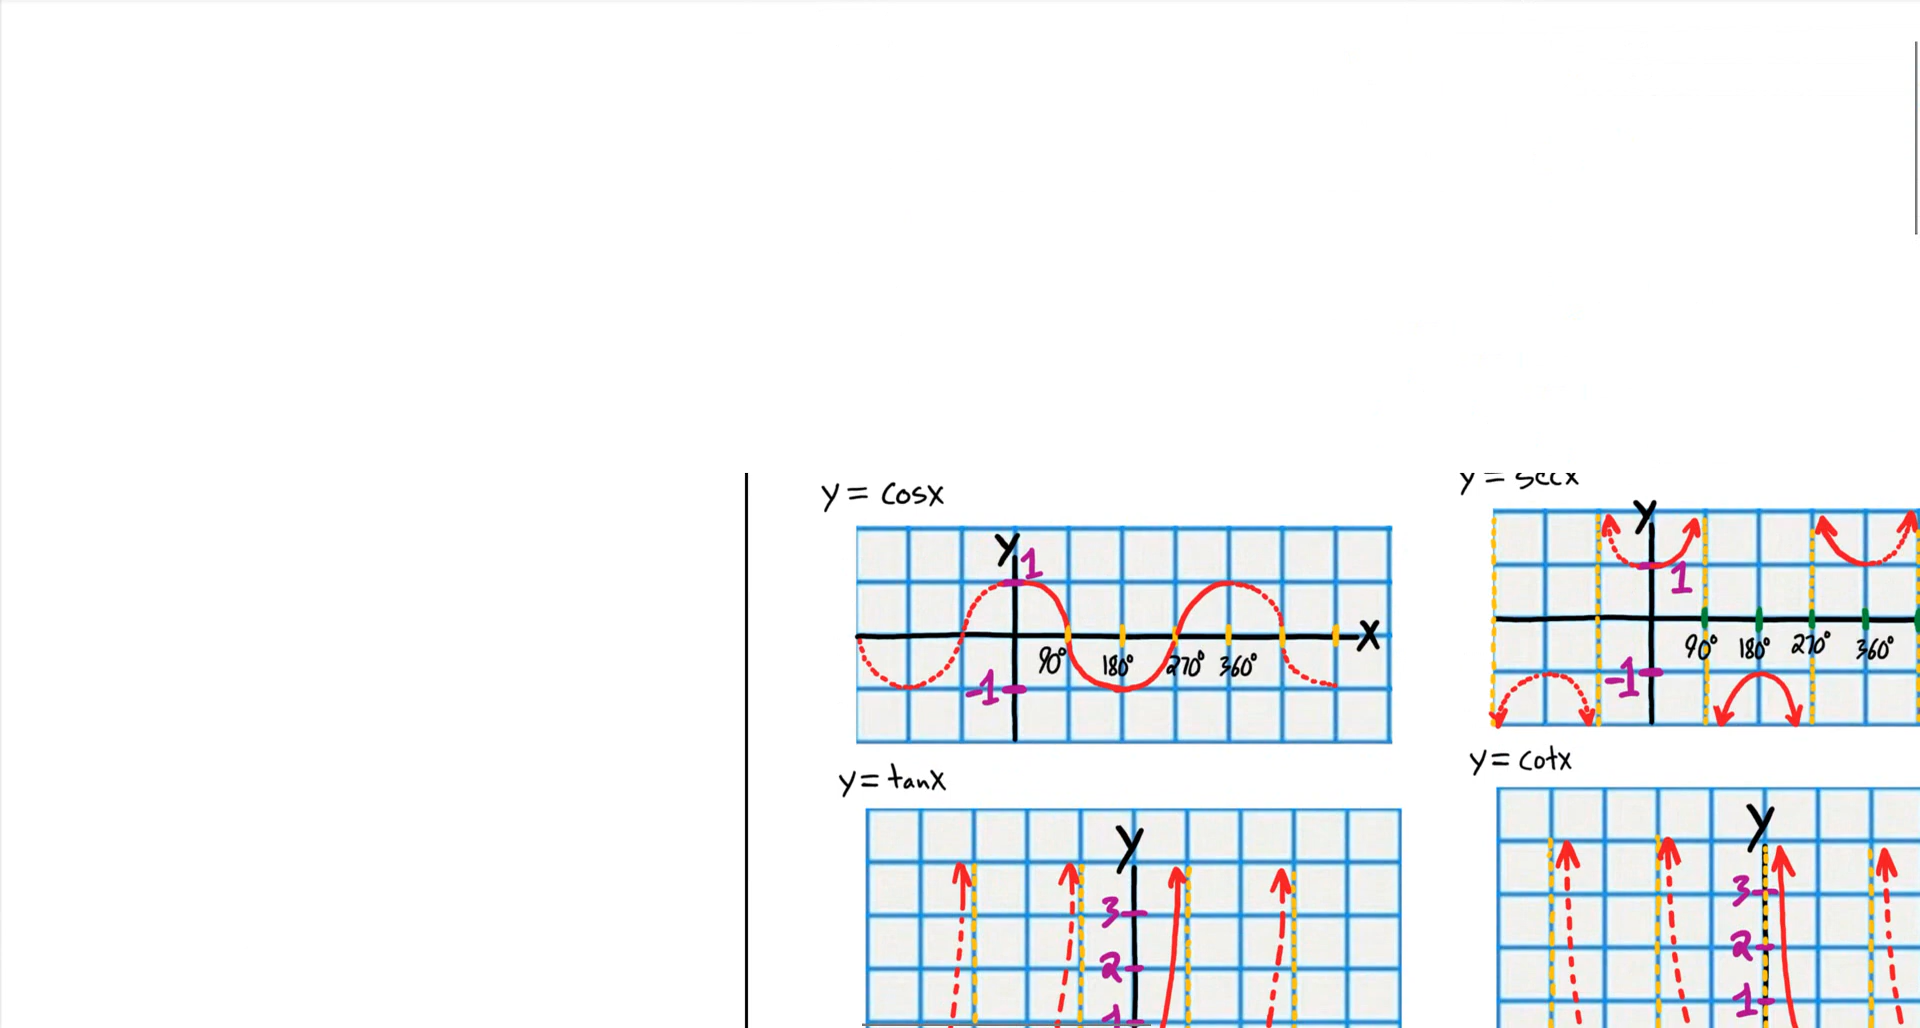 y = cosx
y
1
x
90° 180° 270° 360°
-1
y = tanx
y
3
2
1
y = secx
y
1
90° 180° 270° 360°
-1
y = cotx
y
3
2
1